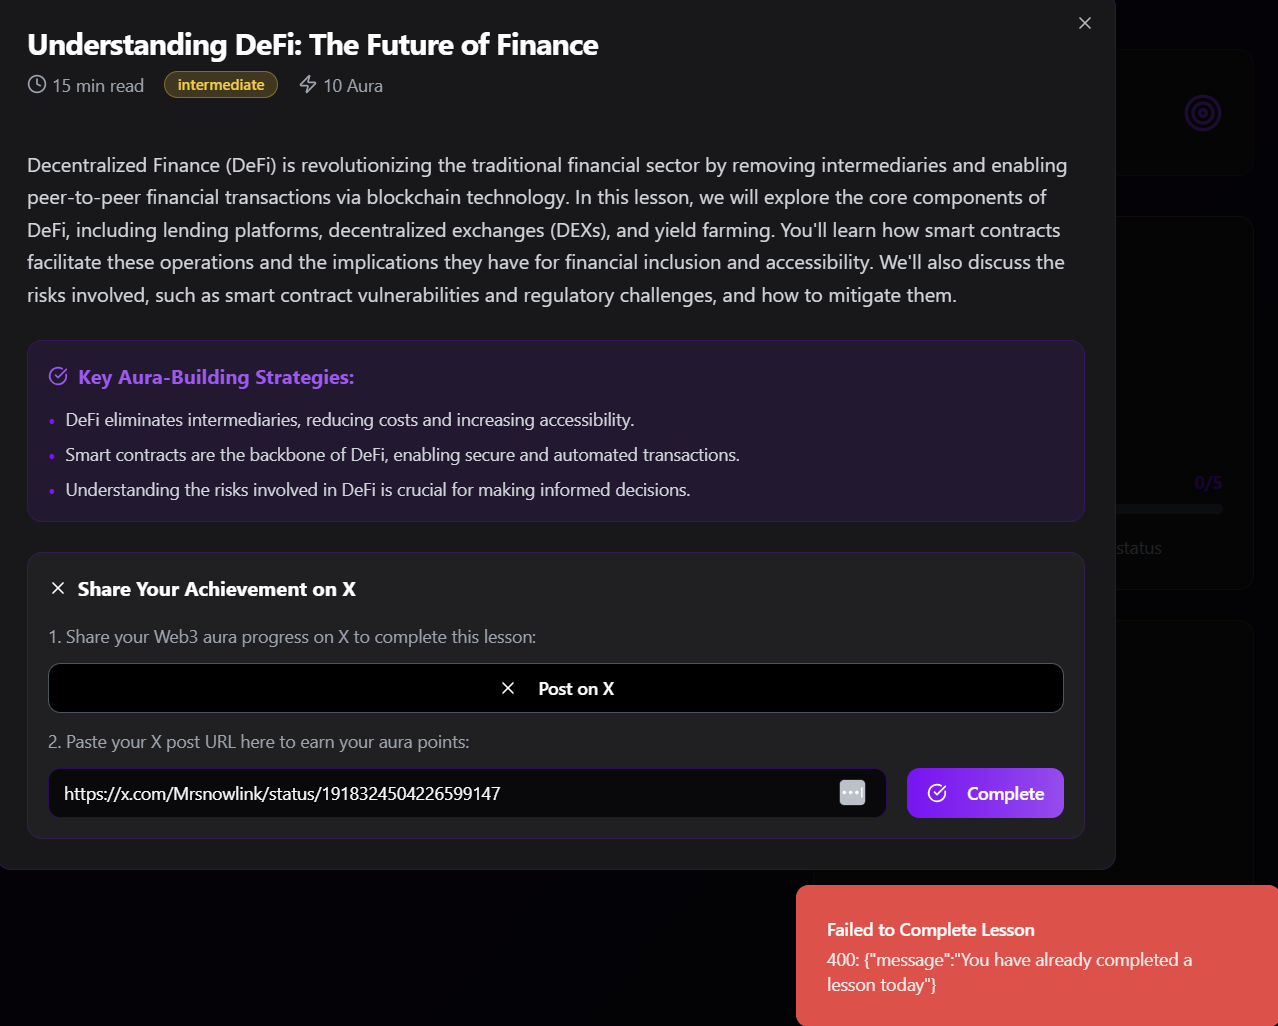 Understanding DeFi: The Future of Finance
15 min read intermediate 10 Aura
Decentralized Finance (DeFi) is revolutionizing the traditional financial sector by removing intermediaries and enabling
peer-to-peer financial transactions via blockchain technology. In this lesson, we will explore the core components of
DeFi, including lending platforms, decentralized exchanges (DEXs), and yield farming. You'll learn how smart contracts
facilitate these operations and the implications they have for financial inclusion and accessibility. We'll also discuss the
risks involved, such as smart contract vulnerabilities and regulatory challenges, and how to mitigate them.
Key Aura-Building Strategies:
• DeFi eliminates intermediaries, reducing costs and increasing accessibility.
• Smart contracts are the backbone of DeFi, enabling secure and automated transactions.
• Understanding the risks involved in DeFi is crucial for making informed decisions.
0/5
status
Share Your Achievement on X
1. Share your Web3 aura progress on X to complete this lesson:
Post on X
2. Paste your X post URL here to earn your aura points:
https://x.com/Mrsnowlink/status/1918324504226599147
Complete
Failed to Complete Lesson
400: {"message":"You have already completed a
lesson today"}